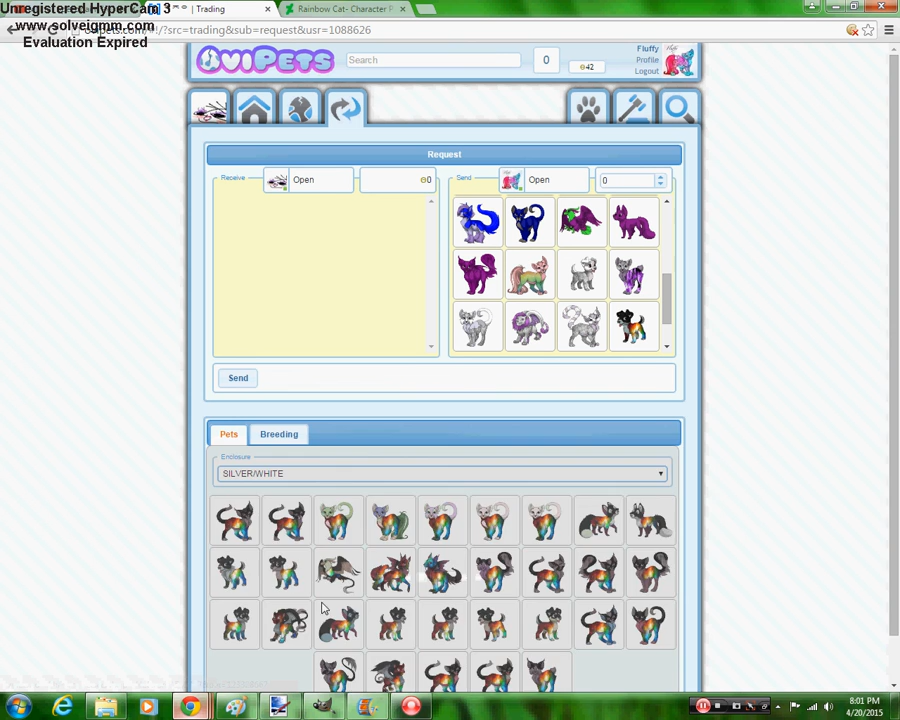 Unregistered HyperCam 3
www.solveigmm.com
Evaluation Expired
Trading
Rainbow Cat- Character P
ovipets.com/#!/?src=trading&sub=request&usr=1088626
OviPets
Search
0
42
Fluffy
Profile
Logout
Request
Receive
Open
0
Send
Open
0
Send
Pets
Breeding
Enclosure
SILVER/WHITE
8:01 PM
4/20/2015